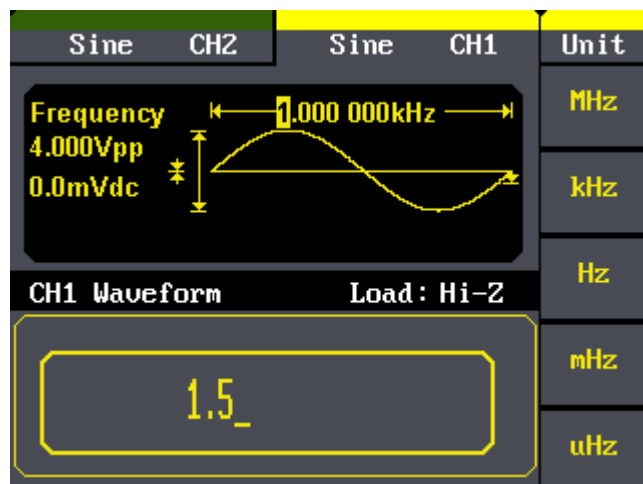 Sine CH2 Sine CH1 Unit
Frequency 1.000 000kHz
4.000Vpp
0.0mVdc
CH1 Waveform Load: Hi-Z
1.5_
MHz
kHz
Hz
mHz
uHz